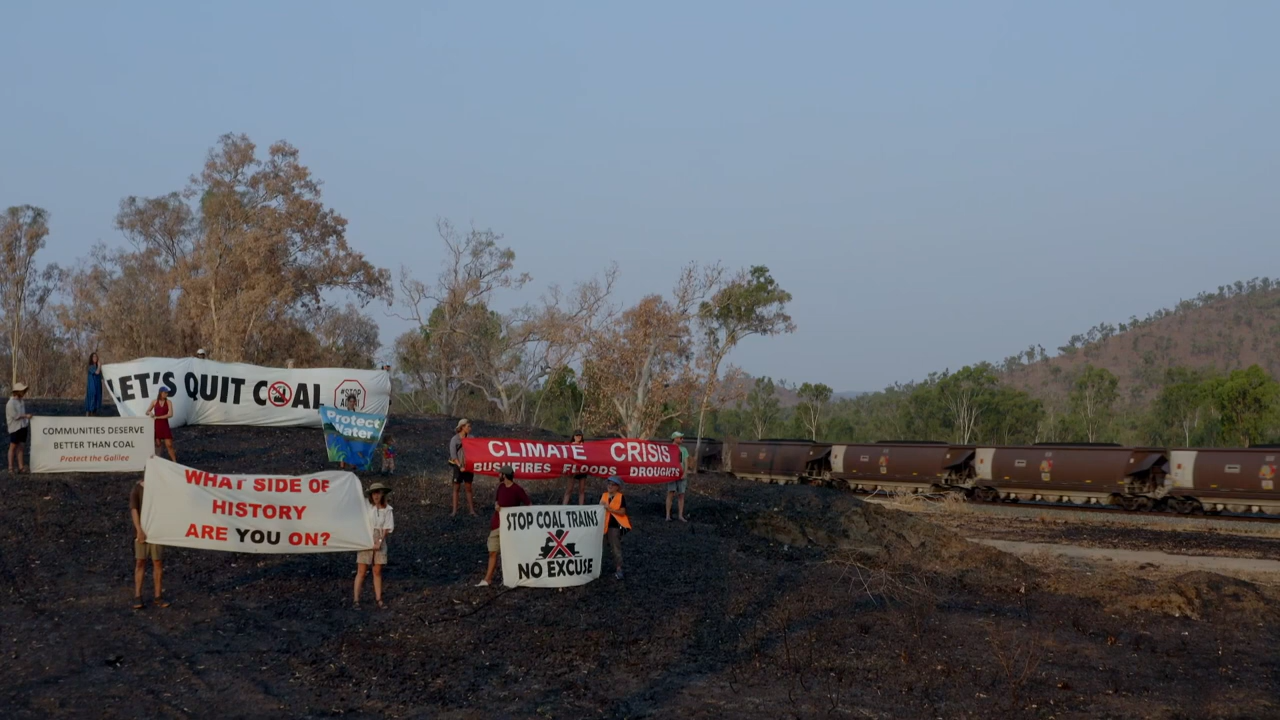 LET'S QUIT COAL
#STOP
COMMUNITIES DESERVE
BETTER THAN COAL
Protect the Galilee
Protect
Water
CLIMATE CRISIS
BUSHFIRES FLOODS DROUGHTS
WHAT SIDE OF
HISTORY
ARE YOU ON?
STOP COAL TRAINS
NO EXCUSE